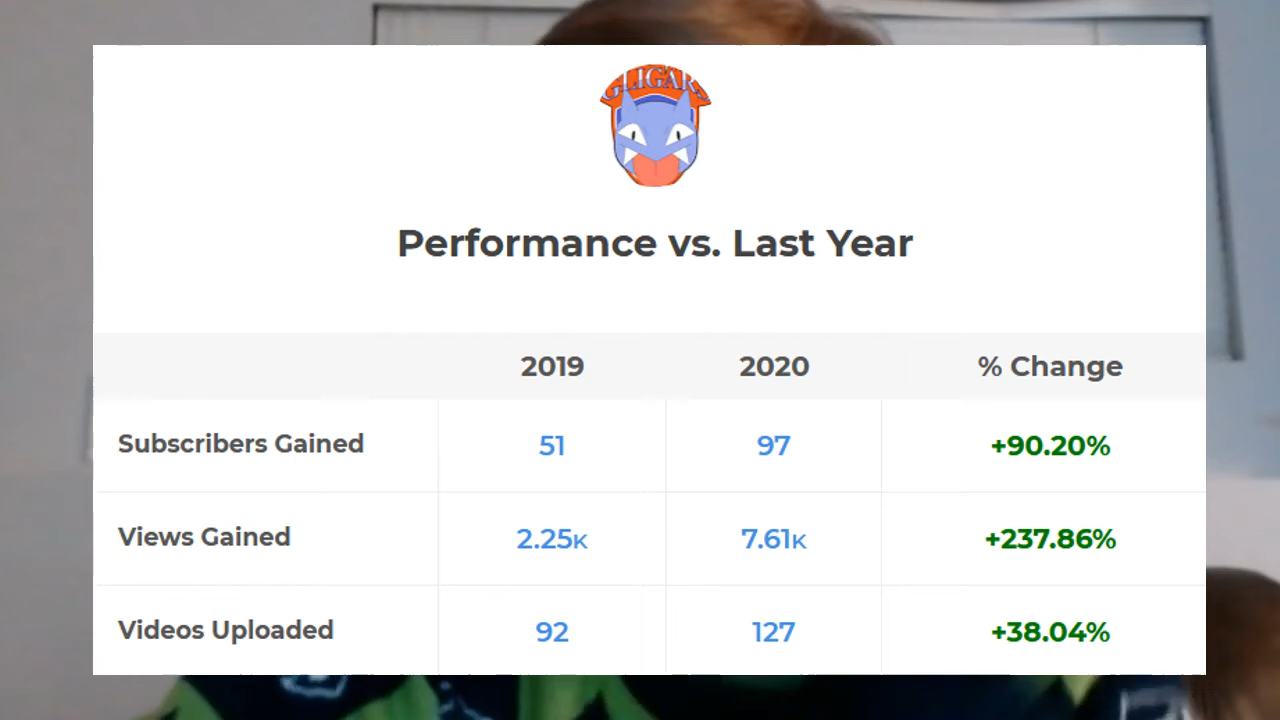 GLIGAR
Performance vs. Last Year
2019 2020 % Change
Subscribers Gained 51 97 +90.20%
Views Gained 2.25K 7.61K +237.86%
Videos Uploaded 92 127 +38.04%